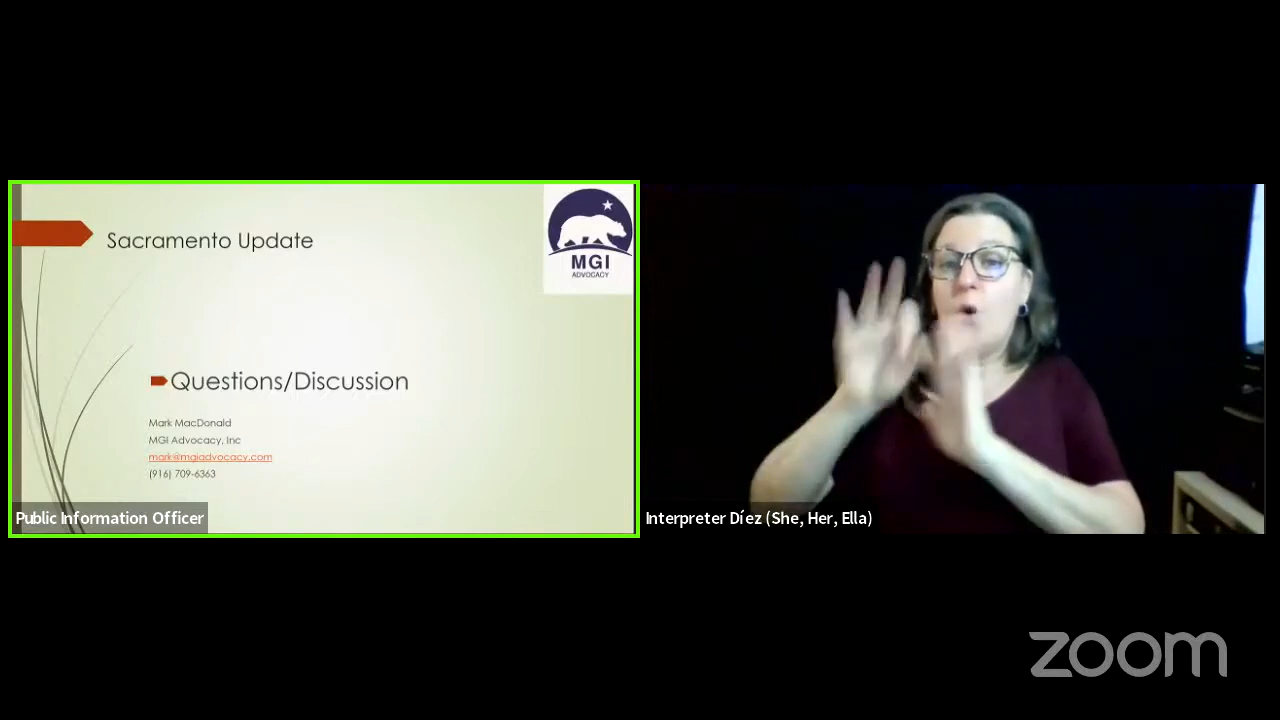 Sacramento Update
MGI
ADVOCACY
Questions/Discussion
Mark MacDonald
MGI Advocacy, Inc
mark@mgiadvocacy.com
(916) 709-6363
Public Information Officer
Interpreter Díez (She, Her, Ella)
zoom